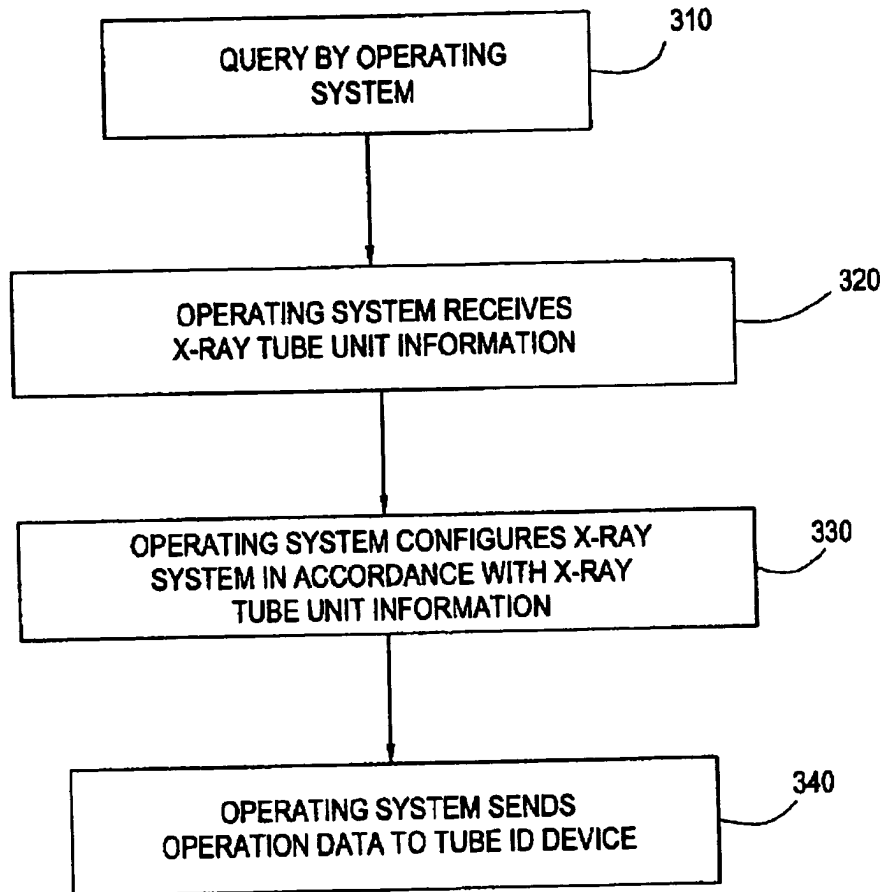 310
QUERY BY OPERATING
SYSTEM
320
OPERATING SYSTEM RECEIVES
X-RAY TUBE UNIT INFORMATION
330
OPERATING SYSTEM CONFIGURES X-RAY
SYSTEM IN ACCORDANCE WITH X-RAY
TUBE UNIT INFORMATION
340
OPERATING SYSTEM SENDS
OPERATION DATA TO TUBE ID DEVICE